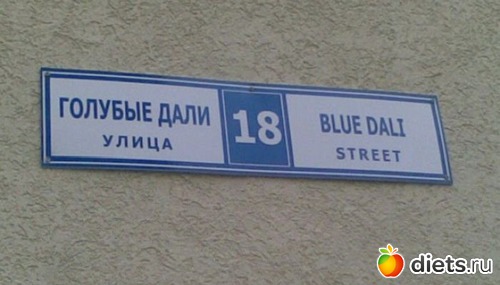 ГОЛУБЫЕ ДАЛИ
УЛИЦА
18
BLUE DALI
STREET
diets.ru